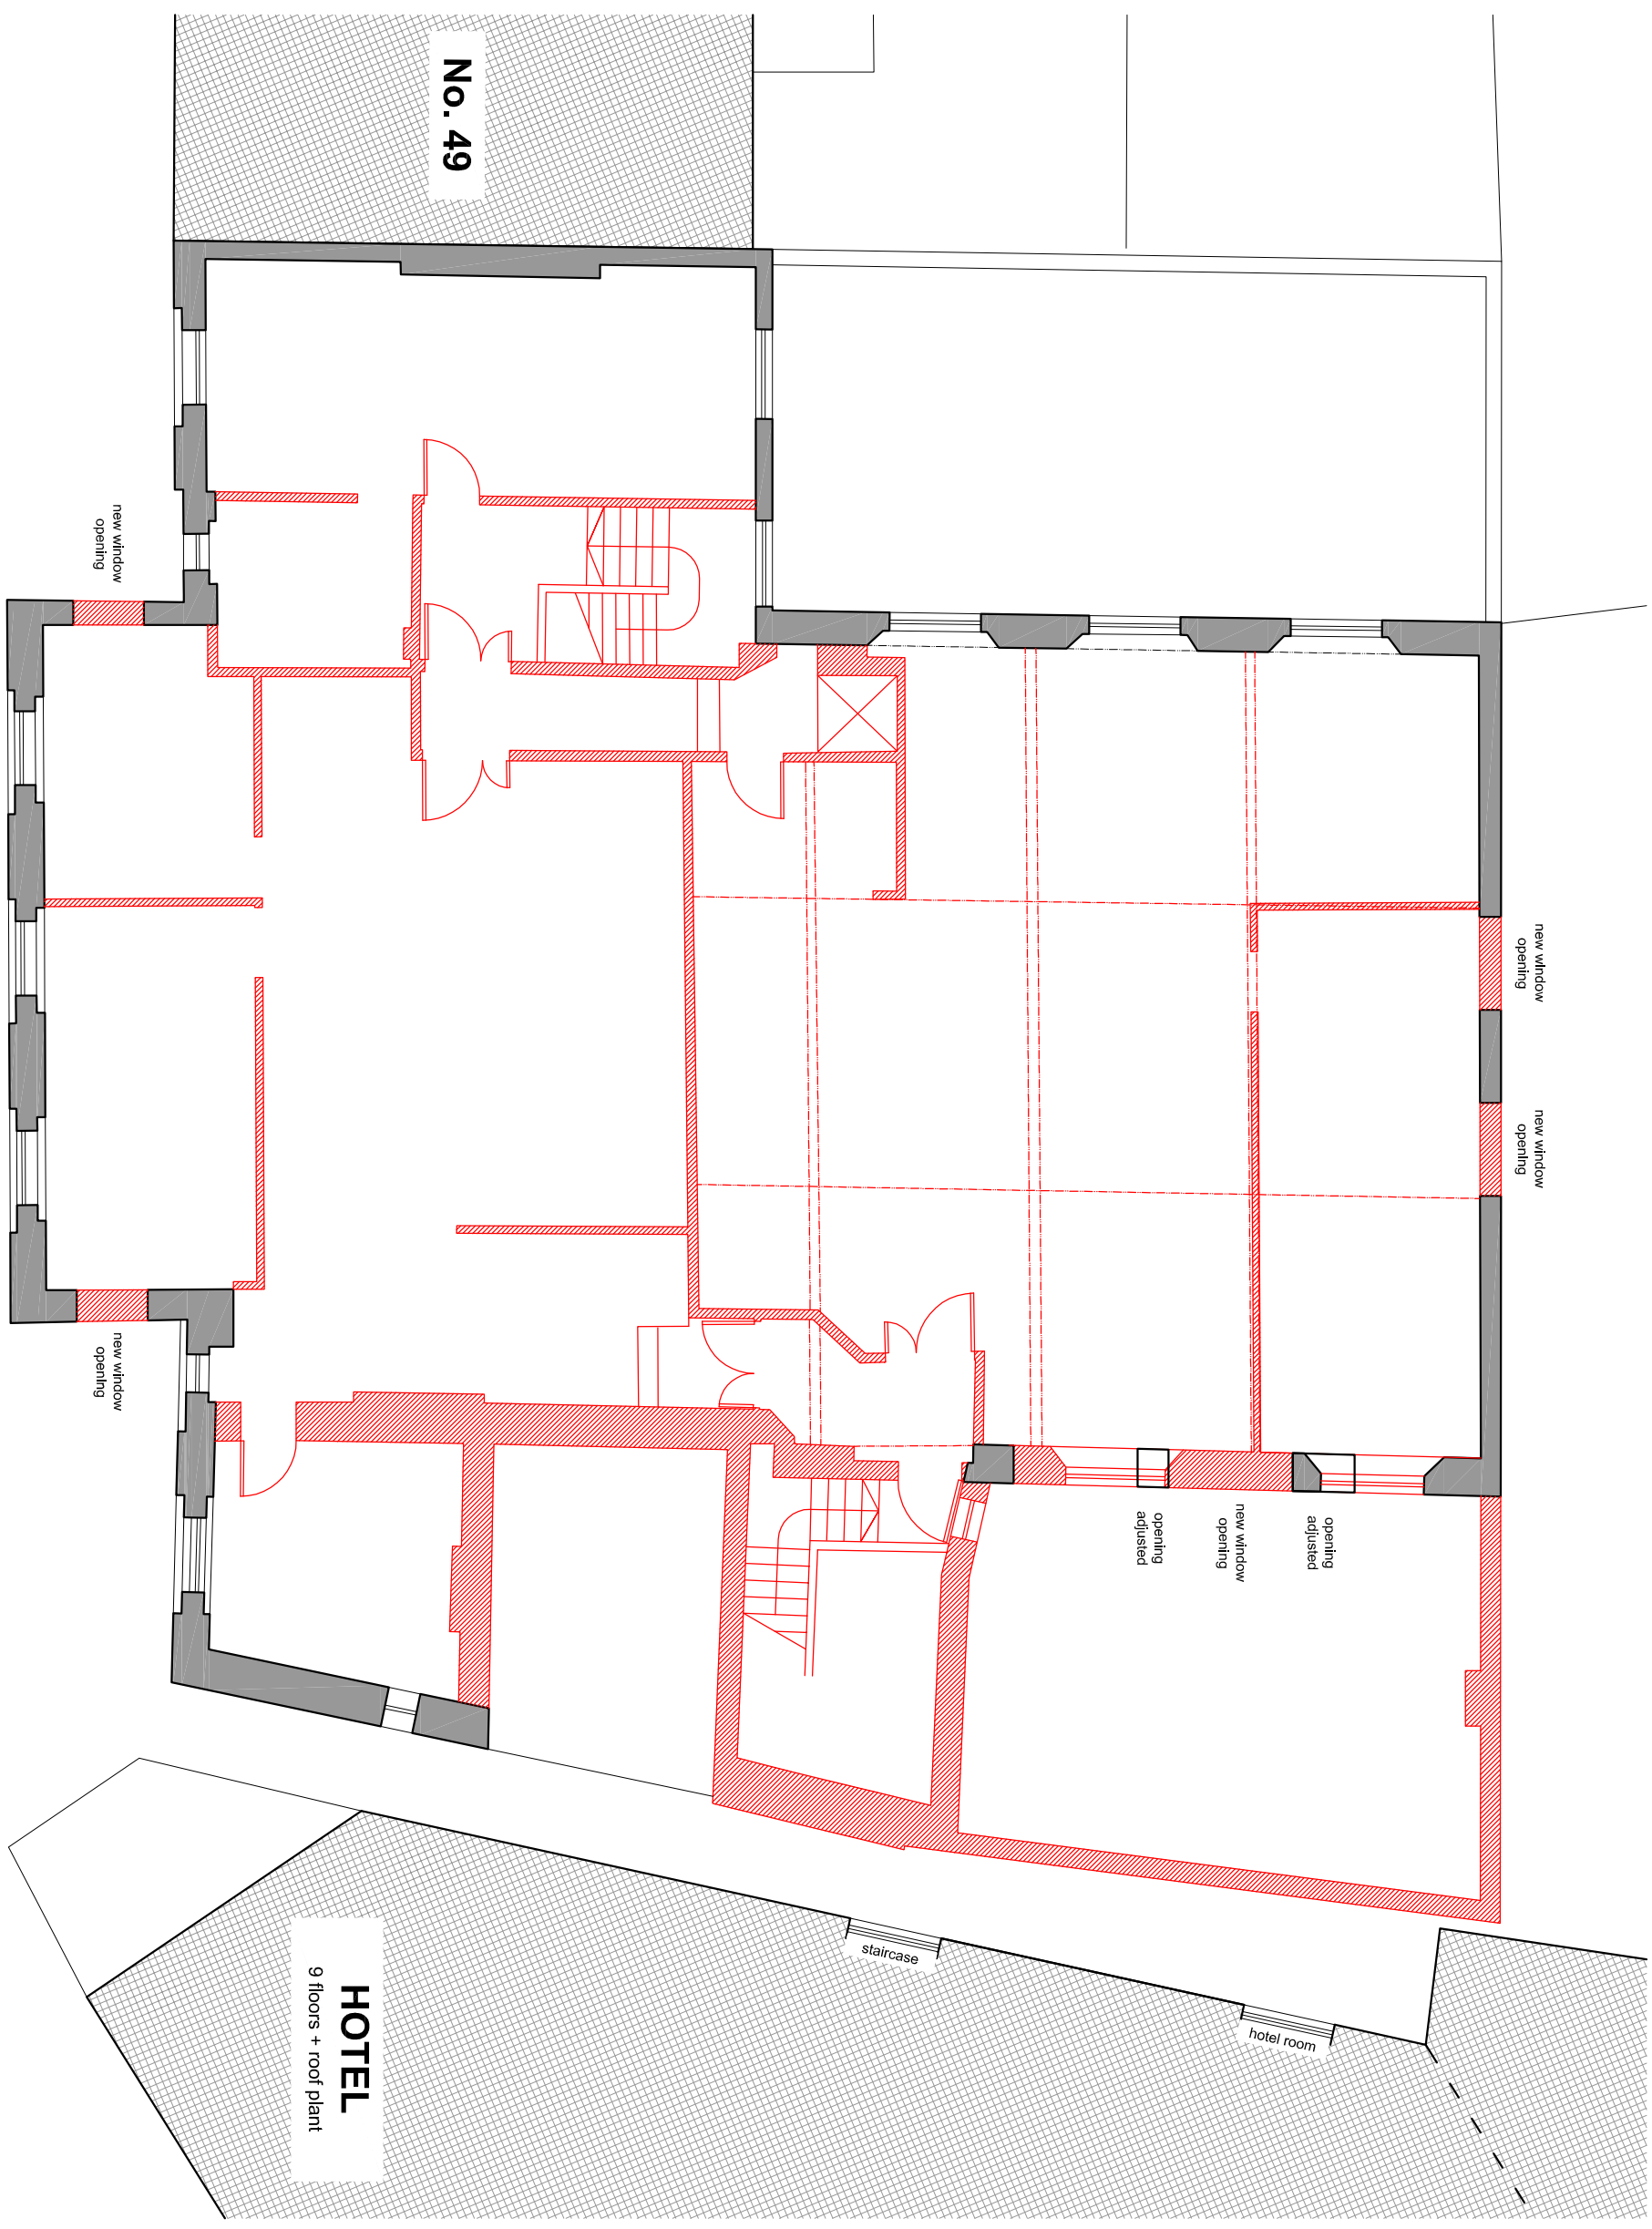 No. 49
new window
opening
new window
opening
new window
opening
new window
opening
opening
adjusted
new window
opening
opening
adjusted
staircase
hotel room
HOTEL
9 floors + roof plant